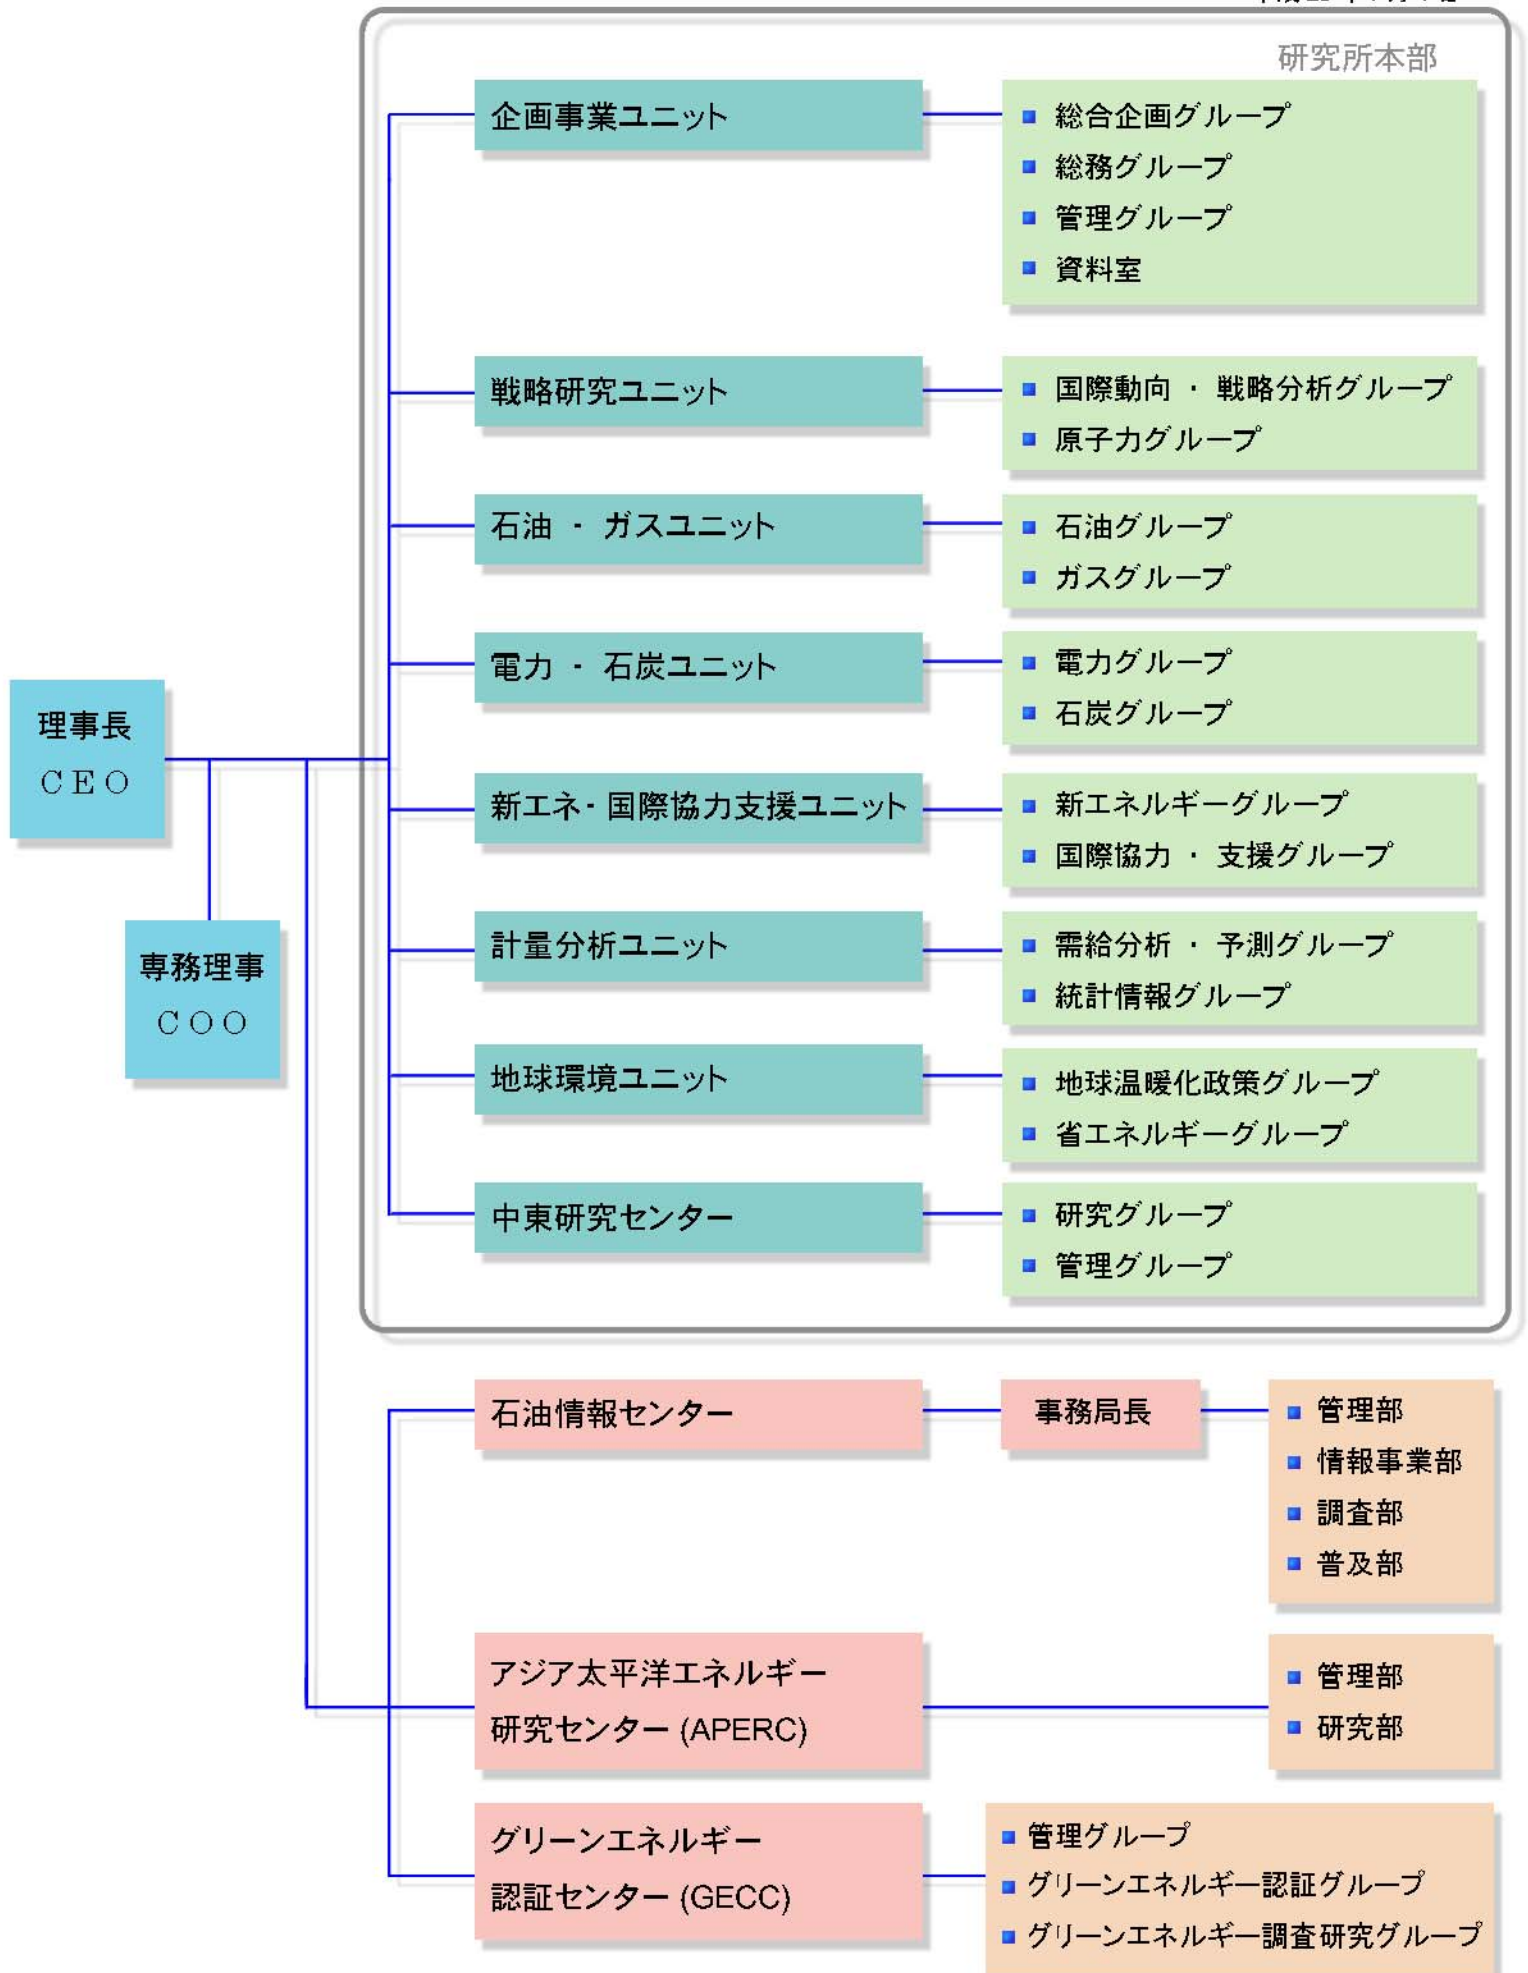 研究所本部
企画事業ユニット
総合企画グループ
総務グループ
管理グループ
資料室
戦略研究ユニット
国際動向 ・ 戦略分析グループ
原子力グループ
石油 ・ ガスユニット
石油グループ
ガスグループ
電力 ・ 石炭ユニット
電力グループ
石炭グループ
理事長
CEO
新エネ・国際協力支援ユニット
新エネルギーグループ
国際協力 ・ 支援グループ
専務理事
COO
計量分析ユニット
需給分析 ・ 予測グループ
統計情報グループ
地球環境ユニット
地球温暖化政策グループ
省エネルギーグループ
中東研究センター
研究グループ
管理グループ
石油情報センター
事務局長
管理部
情報事業部
調査部
普及部
アジア太平洋エネルギー
研究センター (APERC)
管理部
研究部
グリーンエネルギー
認証センター (GECC)
管理グループ
グリーンエネルギー認証グループ
グリーンエネルギー調査研究グループ